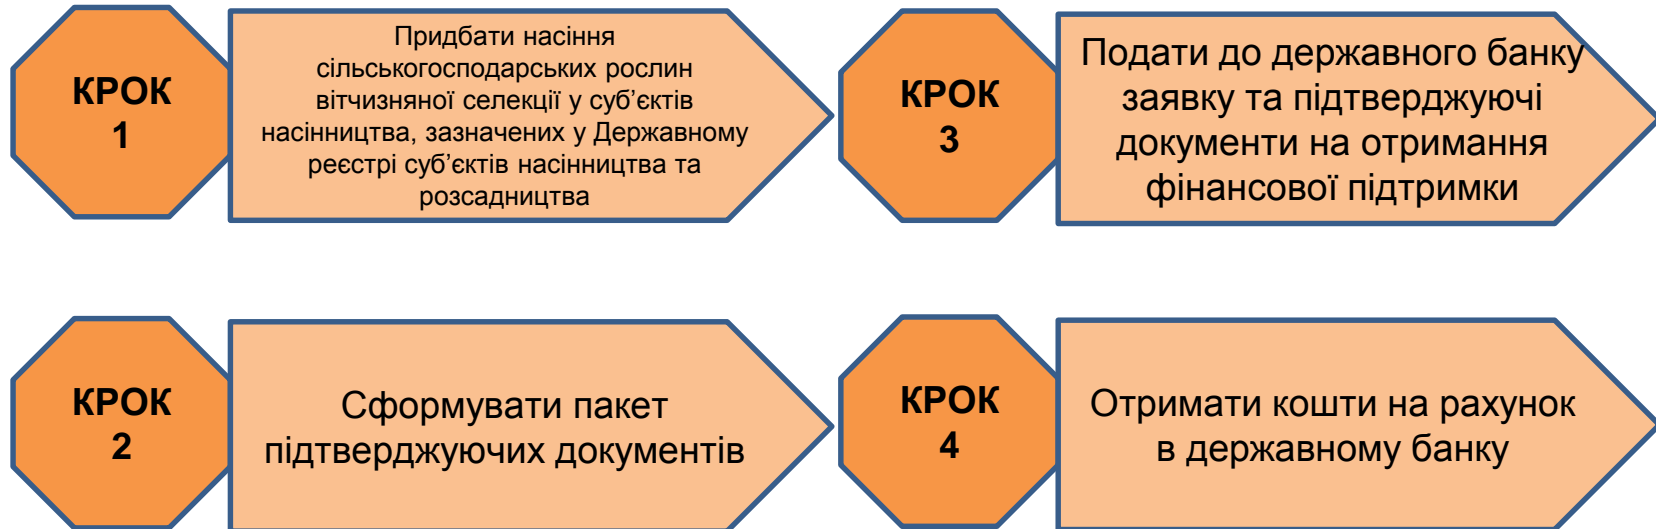 КРОК
1
Придбати насіння
сільськогосподарських рослин
вітчизняної селекції у суб’єктів
насінництва, зазначених у Державному
реєстрі суб’єктів насінництва та
розсадництва
КРОК
2
Сформувати пакет
підтверджуючих документів
КРОК
3
Подати до державного банку
заявку та підтверджуючі
документи на отримання
фінансової підтримки
КРОК
4
Отримати кошти на рахунок
в державному банку